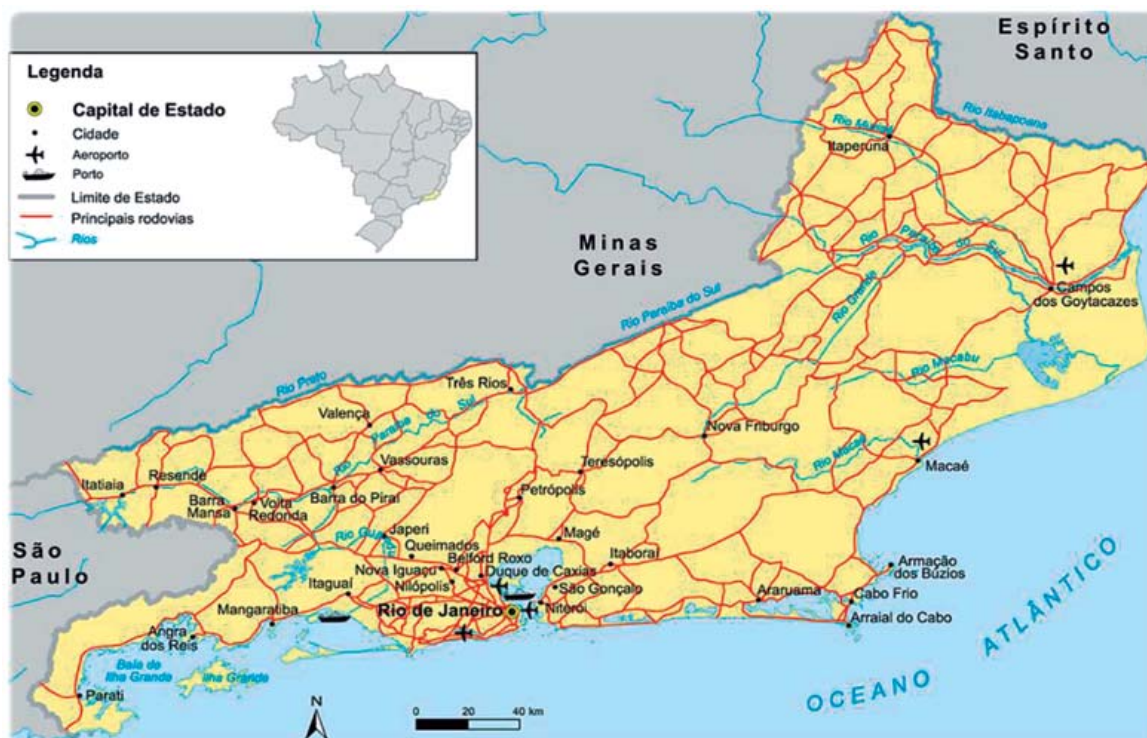 Espírito
Santo
Legenda
Capital de Estado
Cidade
Aeroporto
Porto
Limite de Estado
Principais rodovias
Rios
Rio Itabapoana
Rio Muriaé
Itaperuna
Minas
Gerais
Rio Paraíba do Sul
Campos
dos Goytacazes
Rio Grande
Rio Paraíba do Sul
Rio Macabu
Rio Preto
Três Rios
Valença
Rio Paraíba do Sul
Nova Friburgo
Rio Macaé
Macaé
Vassouras
Teresópolis
Itatiaia
Resende
Petrópolis
Barra
Mansa
Volta
Redonda
Barra do Piraí
Japeri
Magé
São
Paulo
Queimados
Belford Roxo
Itaboraí
Nova Iguaçu
Duque de Caxias
Armação
dos Búzios
Nilópolis
São Gonçalo
Itaguaí
Araruama
Cabo Frio
Rio de Janeiro
Niterói
Mangaratiba
Arraial do Cabo
Angra
dos Reis
Baía de
Ilha Grande
Ilha Grande
Parati
OCEANO ATLÂNTICO
N
0 20 40 km